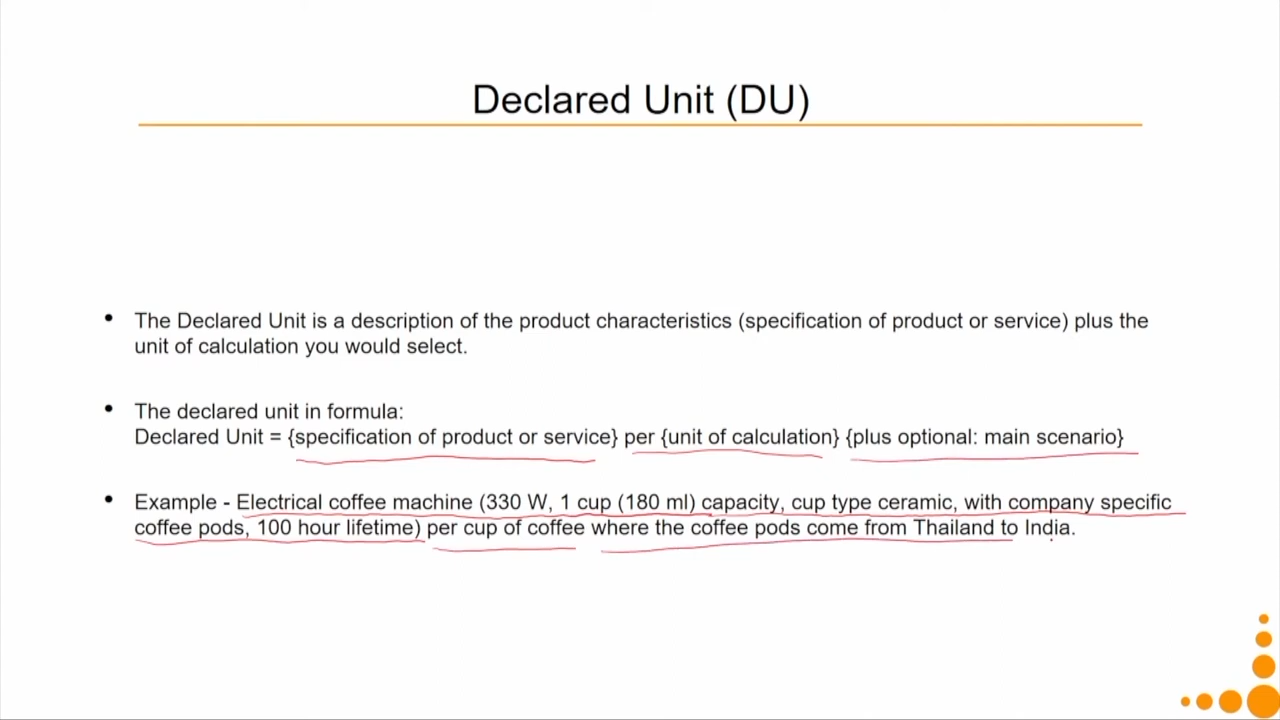 Declared Unit (DU)
• The Declared Unit is a description of the product characteristics (specification of product or service) plus the
unit of calculation you would select.
• The declared unit in formula:
Declared Unit = {specification of product or service} per {unit of calculation} {plus optional: main scenario}
• Example - Electrical coffee machine (330 W, 1 cup (180 ml) capacity, cup type ceramic, with company specific
coffee pods, 100 hour lifetime) per cup of coffee where the coffee pods come from Thailand to India.